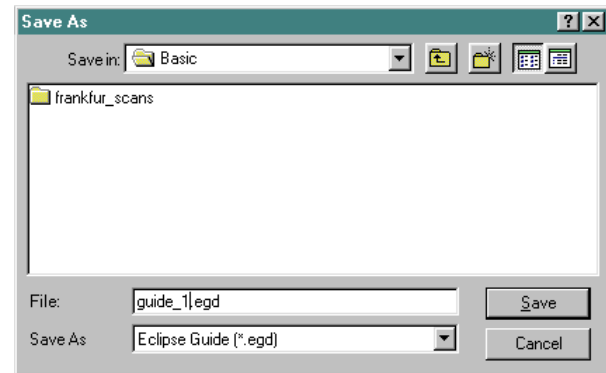 Save As ? ×
Save in: Basic
frankfur_scans
File: guide_1.egd Save
Save As Eclipse Guide (*.egd) Cancel